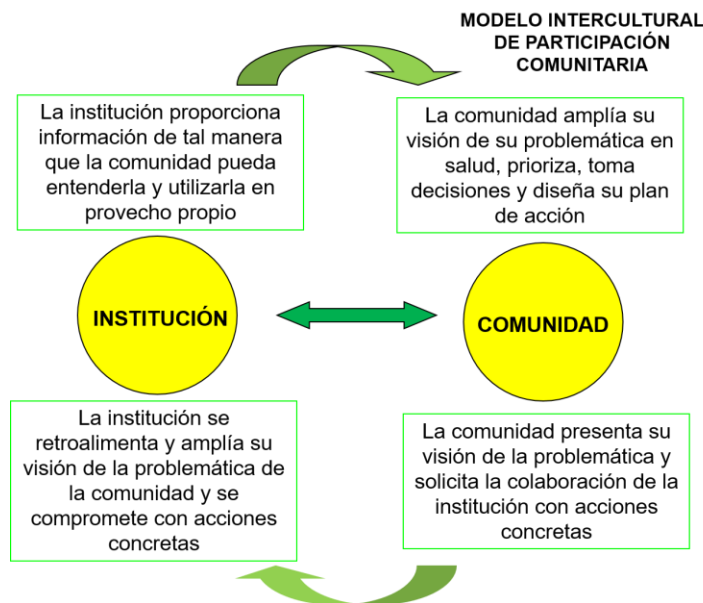 MODELO INTERCULTURAL
DE PARTICIPACIÓN
COMUNITARIA
La institución proporciona
información de tal manera
que la comunidad pueda
entenderla y utilizarla en
provecho propio
La comunidad amplía su
visión de su problemática en
salud, prioriza, toma
decisiones y diseña su plan
de acción
INSTITUCIÓN
COMUNIDAD
La institución se
retroalimenta y amplía su
visión de la problemática de
la comunidad y se
compromete con acciones
concretas
La comunidad presenta su
visión de la problemática y
solicita la colaboración de la
institución con acciones
concretas